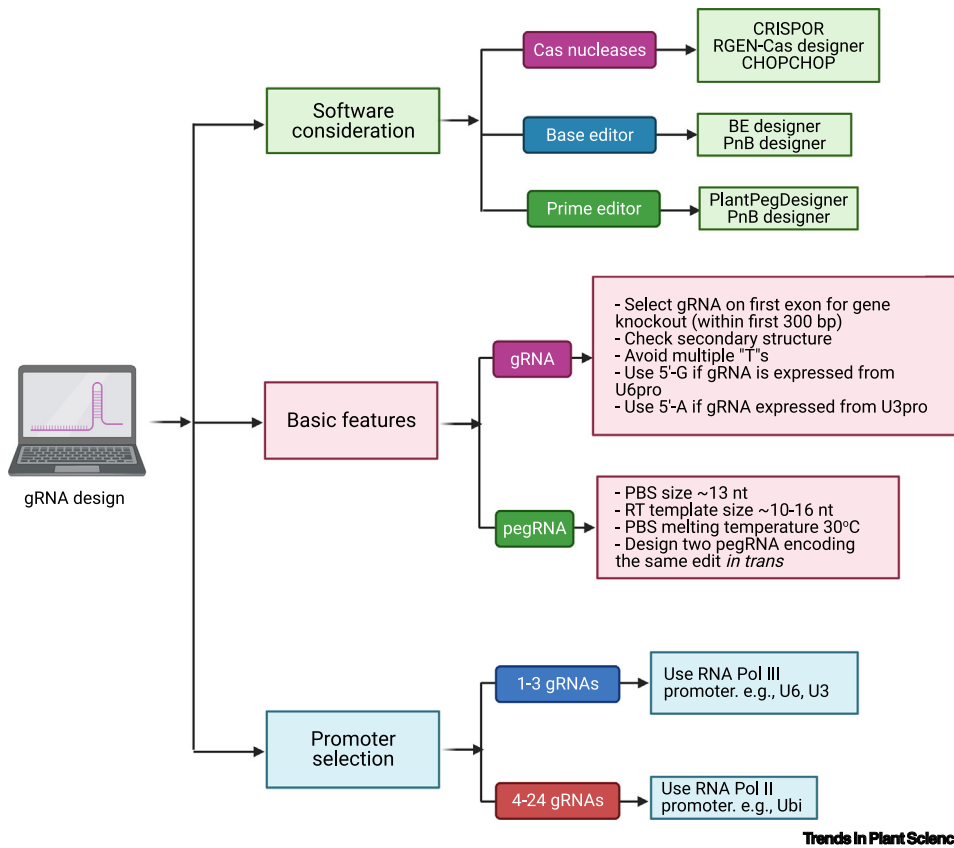 Cas nucleases
CRISPOR
RGEN-Cas designer
CHOPCHOP
Software
consideration
Base editor
BE designer
PnB designer
Prime editor
PlantPegDesigner
PnB designer
gRNA design
Basic features
gRNA
- Select gRNA on first exon for gene
knockout (within first 300 bp)
- Check secondary structure
- Avoid multiple "T"s
- Use 5'-G if gRNA is expressed from
U6pro
- Use 5'-A if gRNA expressed from U3pro
pegRNA
- PBS size ~13 nt
- RT template size ~10-16 nt
- PBS melting temperature 30°C
- Design two pegRNA encoding
the same edit in trans
Promoter
selection
1-3 gRNAs
Use RNA Pol III
promoter. e.g., U6, U3
4-24 gRNAs
Use RNA Pol II
promoter. e.g., Ubi
Trends in Plant Science